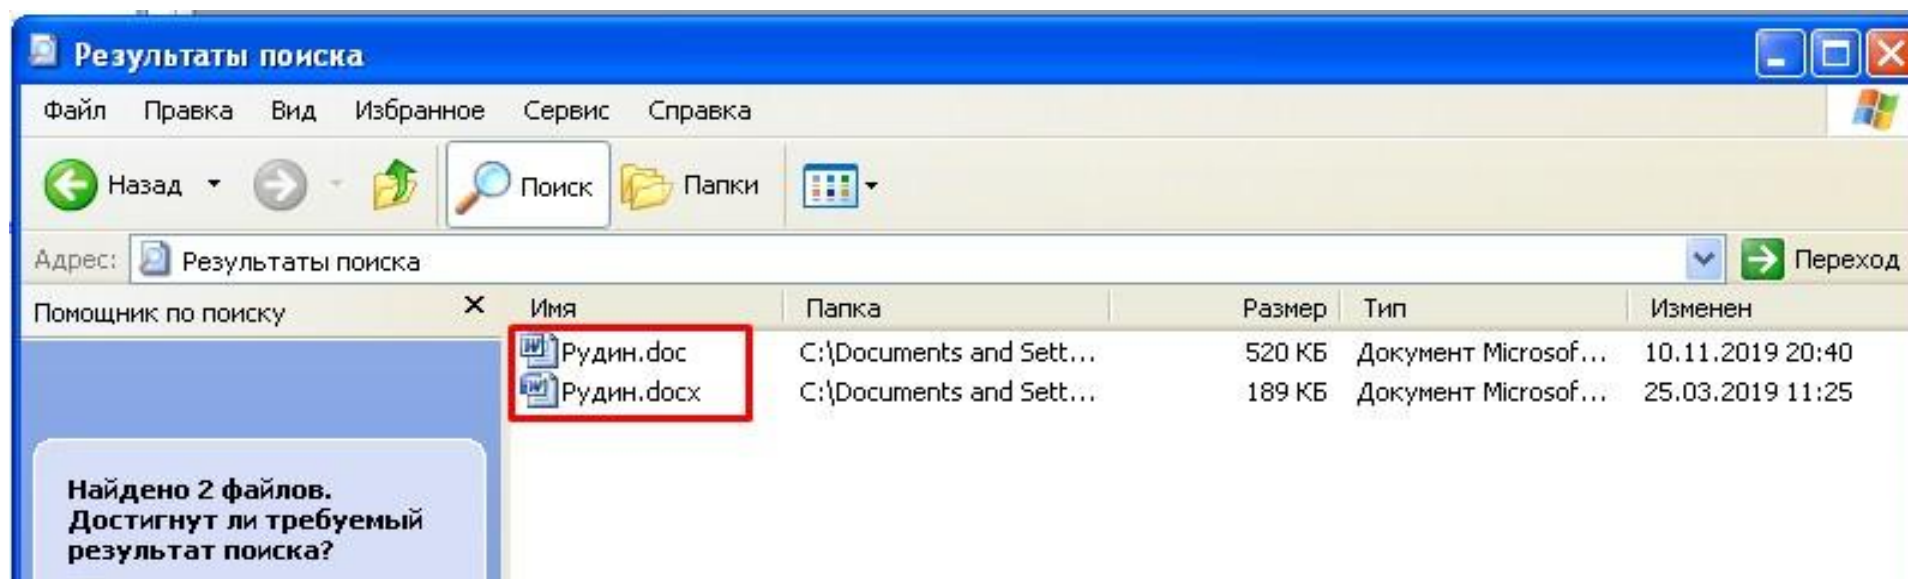 Результаты поиска
Файл Правка Вид Избранное Сервис Справка
Назад Поиск Папки
Адрес: Результаты поиска Переход
Помощник по поиску Имя Папка Размер Тип Изменен
Рудин.doc C:\Documents and Sett... 520 КБ Документ Microsof... 10.11.2019 20:40
Рудин.docx C:\Documents and Sett... 189 КБ Документ Microsof... 25.03.2019 11:25
Найдено 2 файлов.
Достигнут ли требуемый
результат поиска?